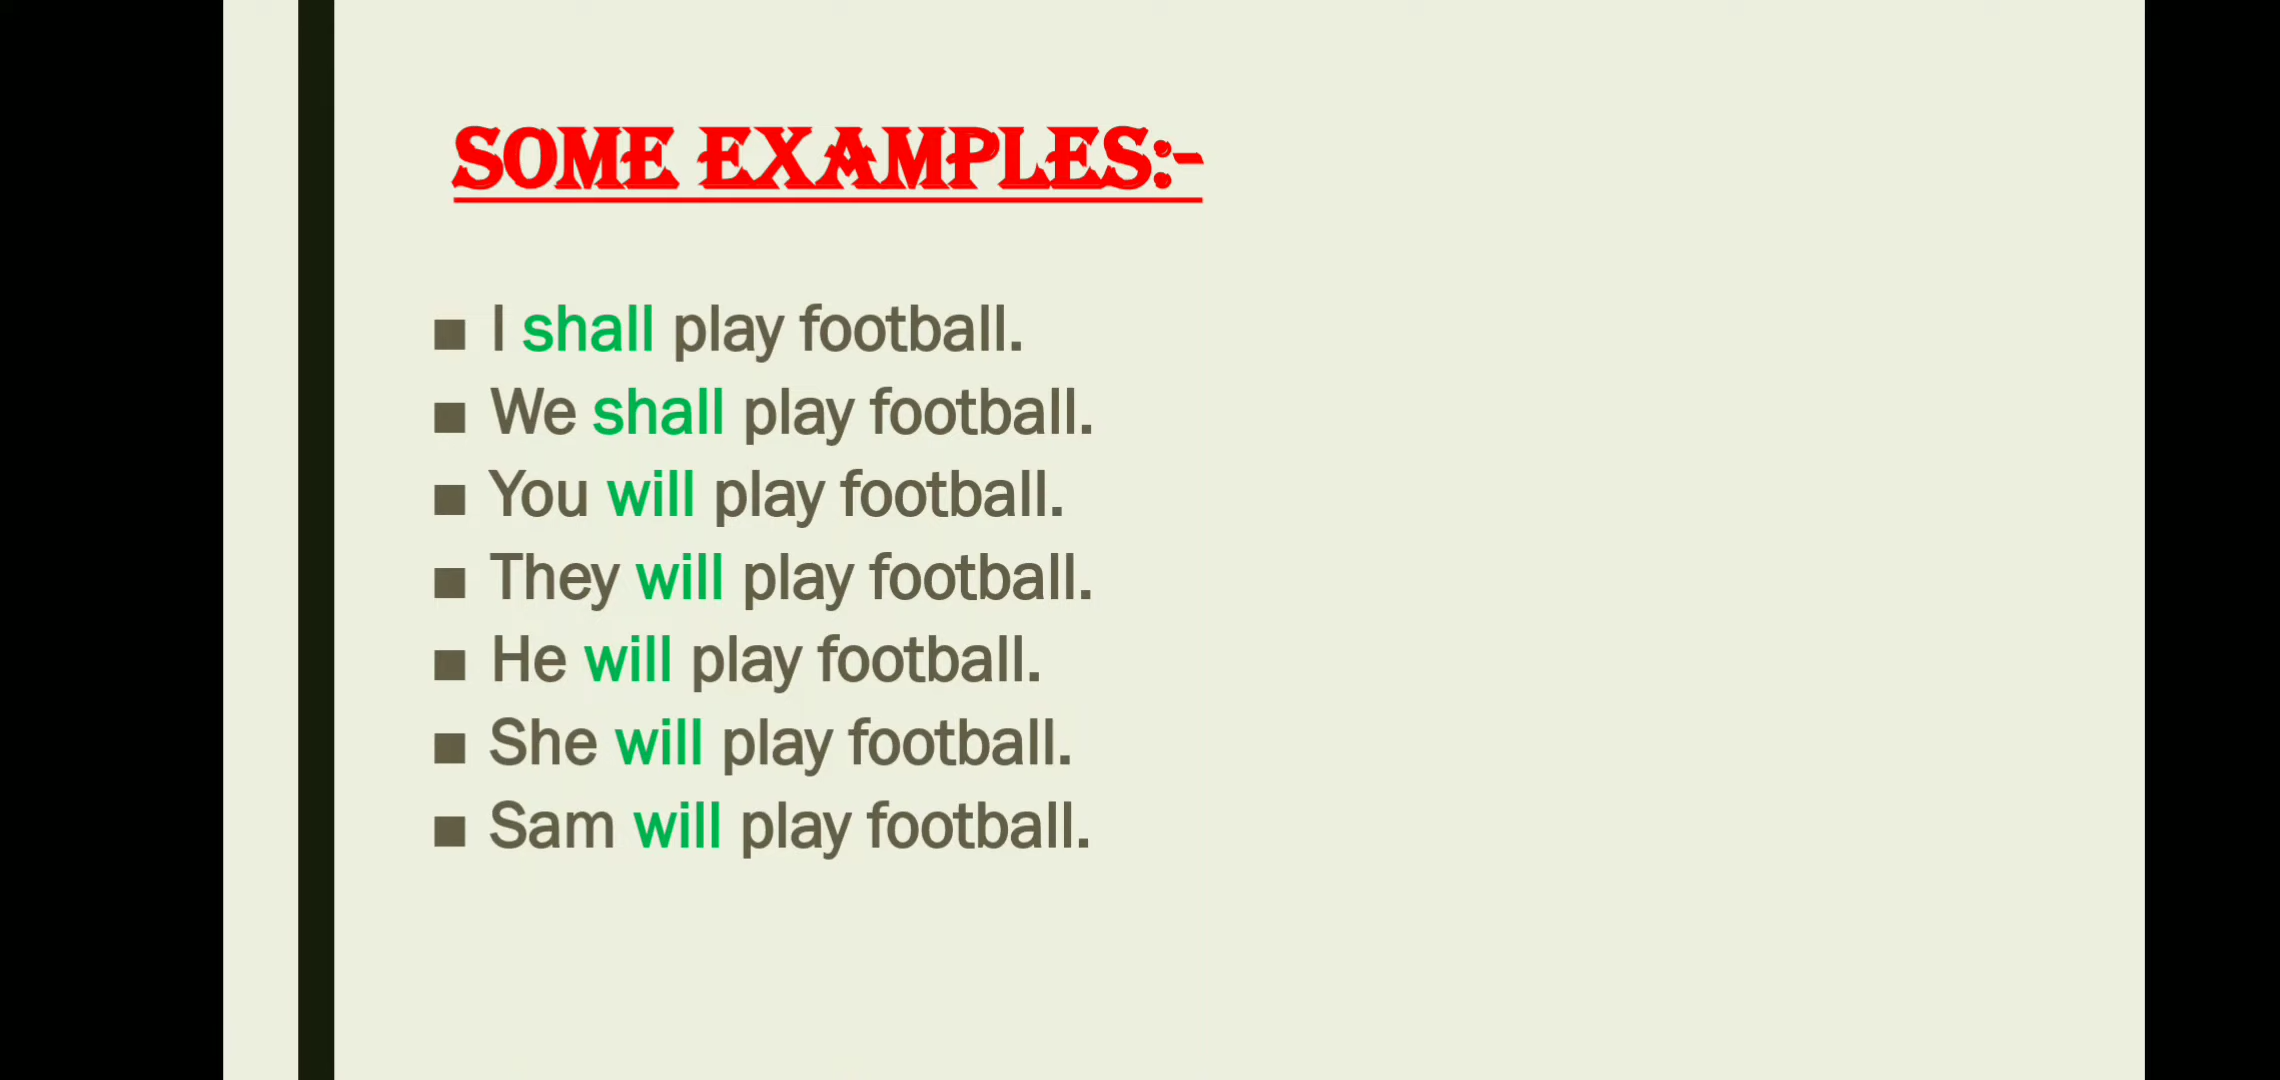 SOME EXAMPLES:-
■ I shall play football.
■ We shall play football.
■ You will play football.
■ They will play football.
■ He will play football.
■ She will play football.
■ Sam will play football.